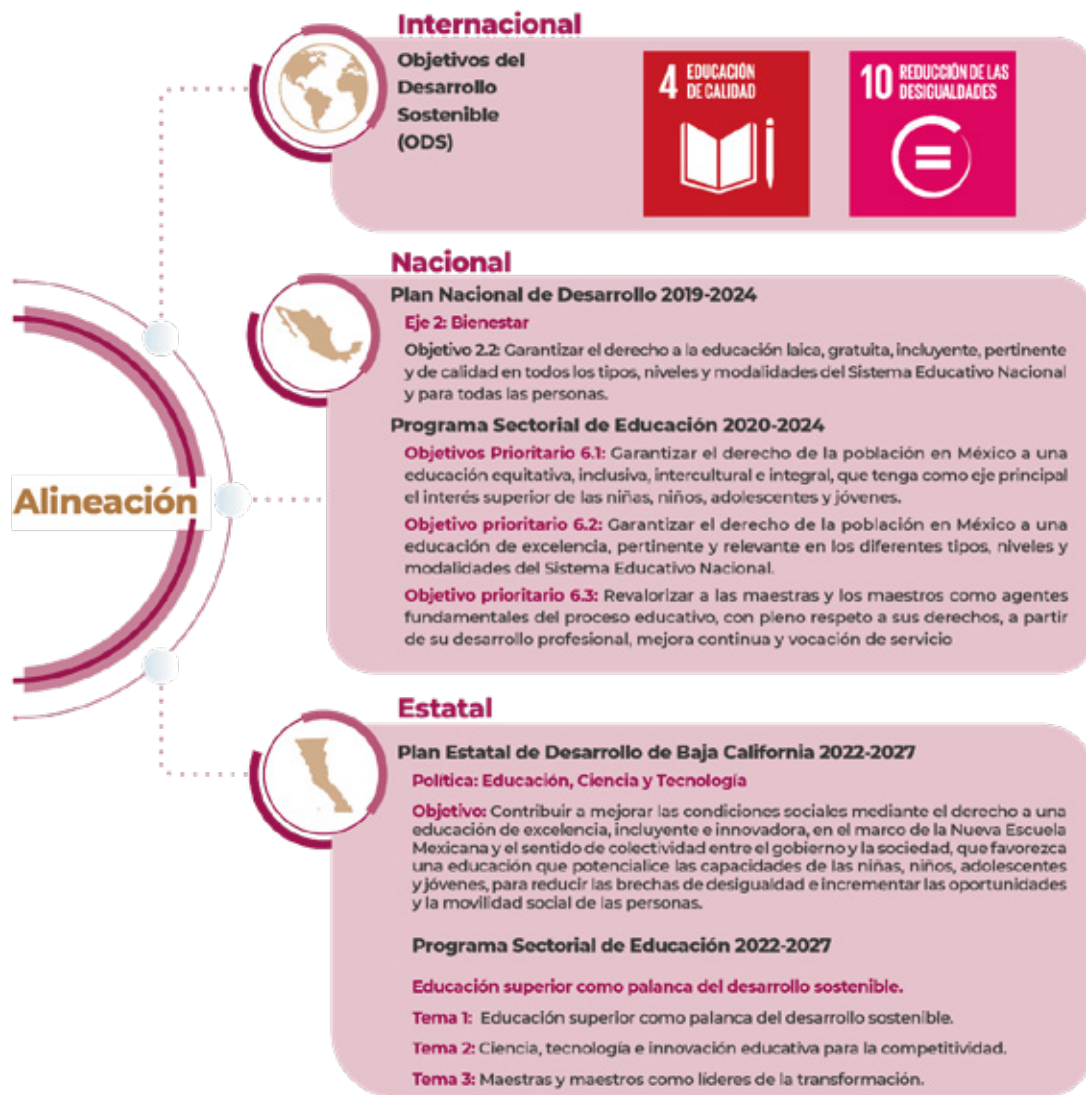 Internacional
Objetivos del
Desarrollo
Sostenible
(ODS)
4 EDUCACIÓN
DE CALIDAD
10 REDUCCIÓN DE LAS
DESIGUALDADES
Nacional
Plan Nacional de Desarrollo 2019-2024
Eje 2: Bienestar
Objetivo 2.2: Garantizar el derecho a la educación laica, gratuita, incluyente, pertinente
y de calidad en todos los tipos, niveles y modalidades del Sistema Educativo Nacional
y para todas las personas.
Programa Sectorial de Educación 2020-2024
Objetivos Prioritario 6.1: Garantizar el derecho de la población en México a una
educación equitativa, inclusiva, intercultural e integral, que tenga como eje principal
el interés superior de las niñas, niños, adolescentes y jóvenes.
Objetivo prioritario 6.2: Garantizar el derecho de la población en México a una
educación de excelencia, pertinente y relevante en los diferentes tipos, niveles y
modalidades del Sistema Educativo Nacional.
Objetivo prioritario 6.3: Revalorizar a las maestras y los maestros como agentes
fundamentales del proceso educativo, con pleno respeto a sus derechos, a partir
de su desarrollo profesional, mejora continua y vocación de servicio
Alineación
Estatal
Plan Estatal de Desarrollo de Baja California 2022-2027
Política: Educación, Ciencia y Tecnología
Objetivo: Contribuir a mejorar las condiciones sociales mediante el derecho a una
educación de excelencia, incluyente e innovadora, en el marco de la Nueva Escuela
Mexicana y el sentido de colectividad entre el gobierno y la sociedad, que favorezca
una educación que potencialice las capacidades de las niñas, niños, adolescentes
y jóvenes, para reducir las brechas de desigualdad e incrementar las oportunidades
y la movilidad social de las personas.
Programa Sectorial de Educación 2022-2027
Educación superior como palanca del desarrollo sostenible.
Tema 1: Educación superior como palanca del desarrollo sostenible.
Tema 2: Ciencia, tecnología e innovación educativa para la competitividad.
Tema 3: Maestras y maestros como líderes de la transformación.